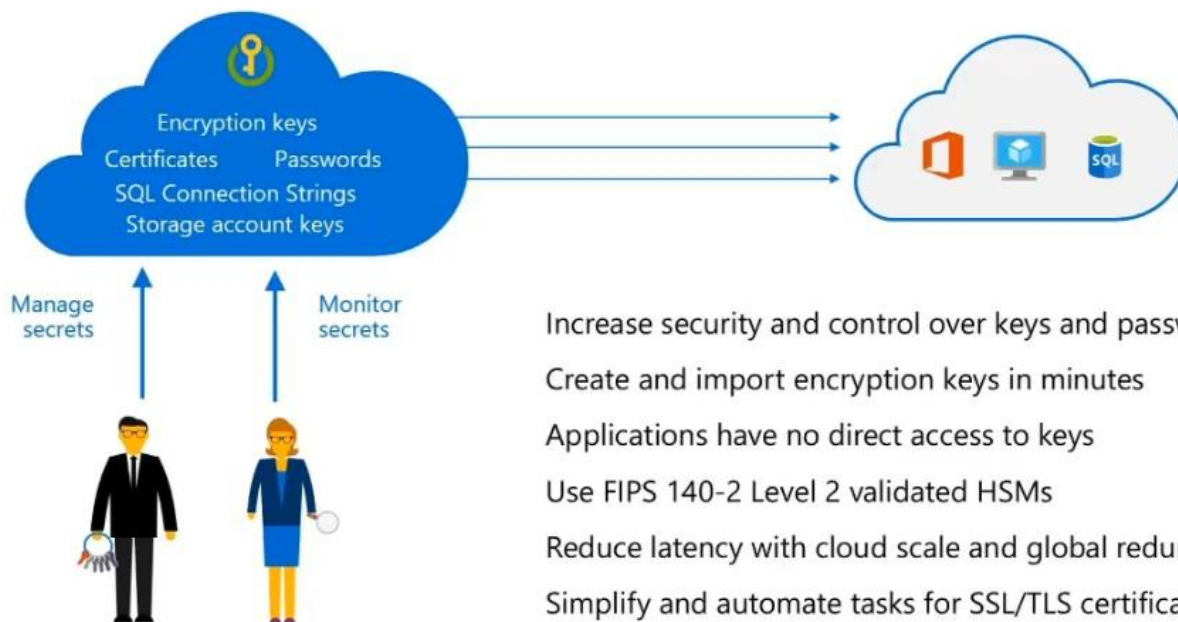 Encryption keys
Certificates Passwords
SQL Connection Strings
Storage account keys
SQL
Manage
secrets
Monitor
secrets
Increase security and control over keys and
Create and import encryption keys in minutes
Applications have no direct access to keys
Use FIPS 140-2 Level 2 validated HSMs
Reduce latency with cloud scale and global
Simplify and automate tasks for SSL/TLS